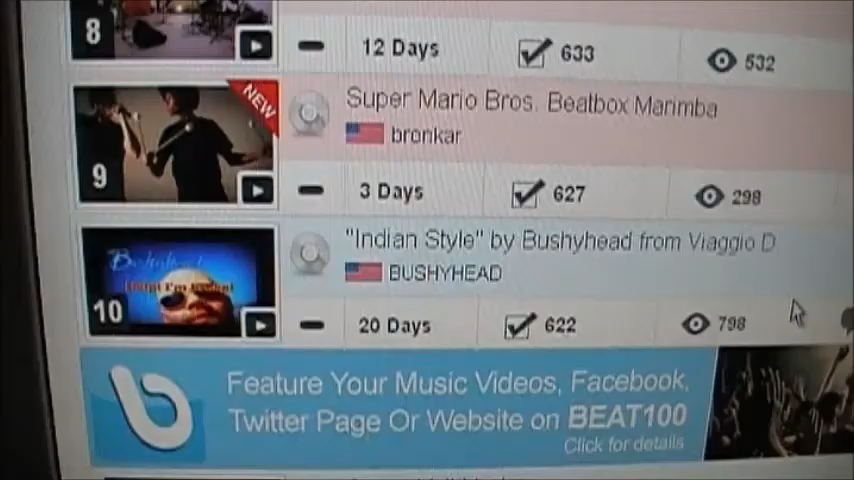 8
12 Days 633 532
NEW
Super Mario Bros. Beatbox Marimba
bronkar
9
3 Days 627 298
"Indian Style" by Bushyhead from Viaggio D
BUSHYHEAD
10
20 Days 622 798
Feature Your Music Videos, Facebook,
Twitter Page Or Website on BEAT100
Click for details